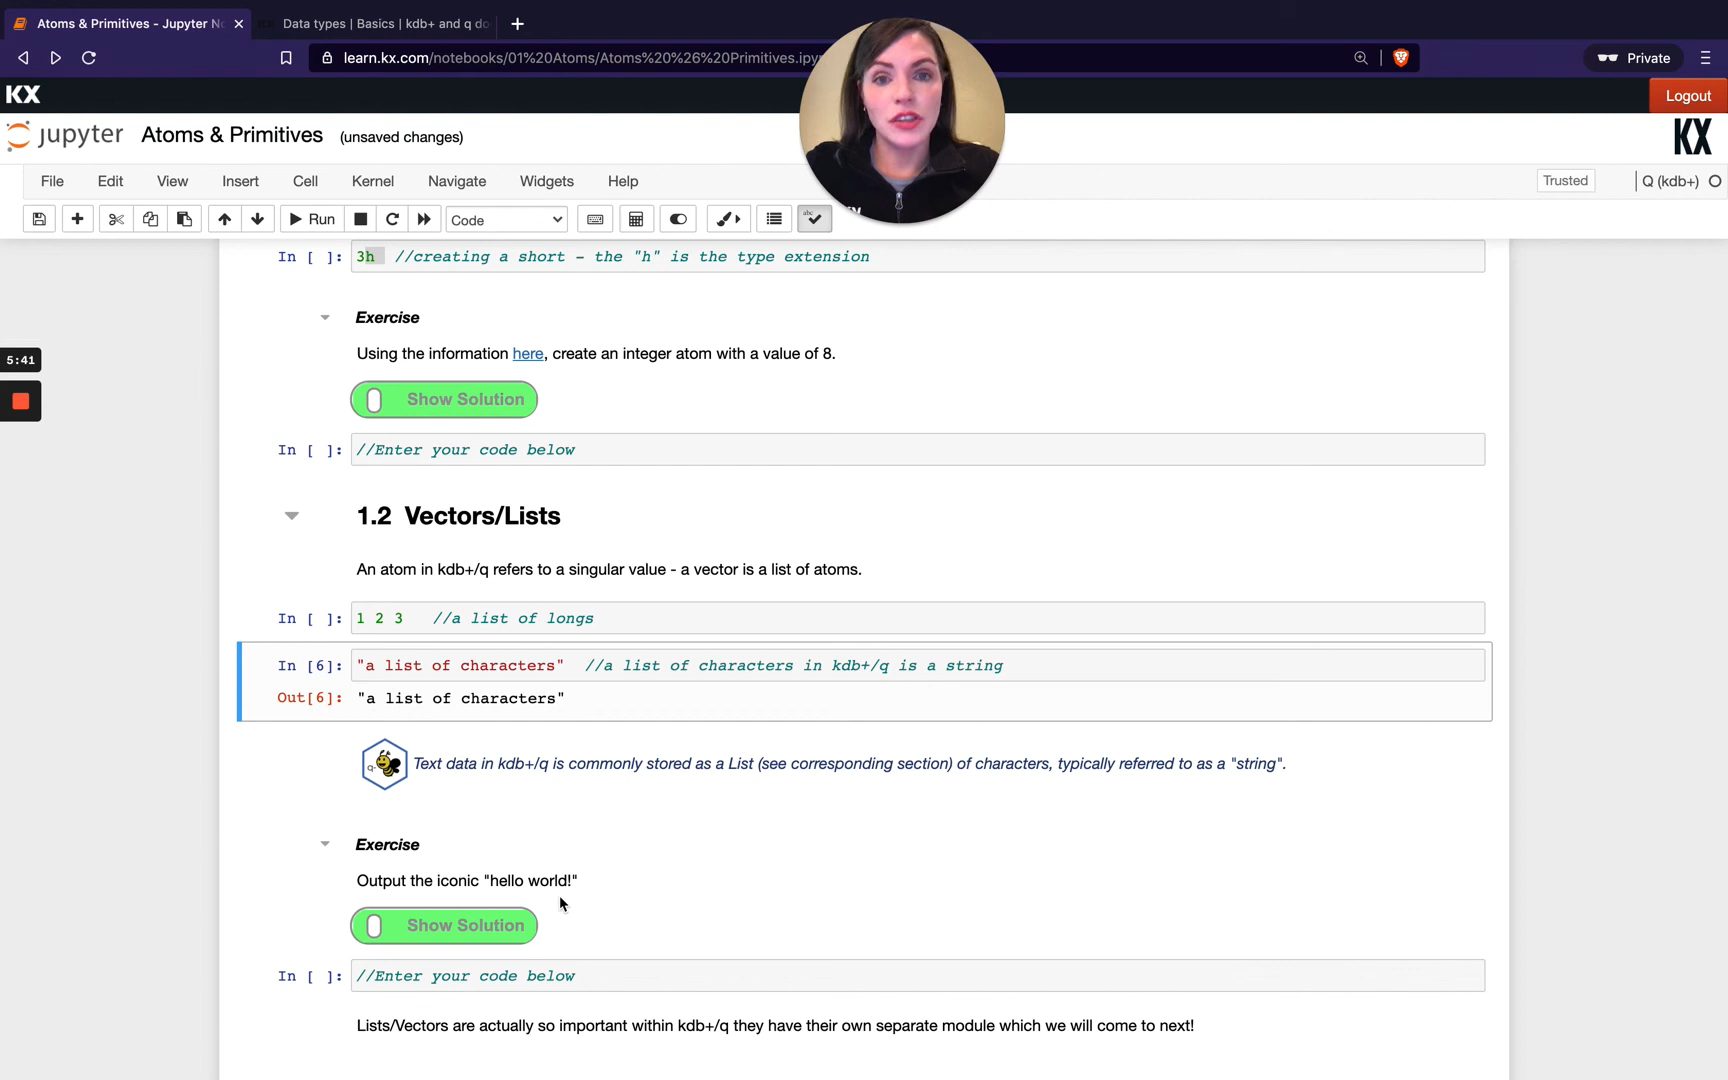 Atoms & Primitives - Jupyter No
Data types | Basics | kdb+ and q do
learn.kx.com/notebooks/01%20Atoms/Atoms%20%26%20Primitives.ipyn
Private
KX
Logout
jupyter Atoms & Primitives (unsaved changes)
KX
File Edit View Insert Cell Kernel Navigate Widgets Help
Trusted
Q (kdb+)
Run
Code
abc
In [ ]: 3h //creating a short - the "h" is the type extension
Exercise
5:41
Using the information here, create an integer atom with a value of 8.
Show Solution
In [ ]: //Enter your code below
1.2 Vectors/Lists
An atom in kdb+/q refers to a singular value - a vector is a list of atoms.
In [ ]: 1 2 3 //a list of longs
In [6]: "a list of characters" //a list of characters in kdb+/q is a string
Out[6]: "a list of characters"
Text data in kdb+/q is commonly stored as a List (see corresponding section) of characters, typically referred to as a "string".
Exercise
Output the iconic "hello world!"
Show Solution
In [ ]: //Enter your code below
Lists/Vectors are actually so important within kdb+/q they have their own separate module which we will come to next!